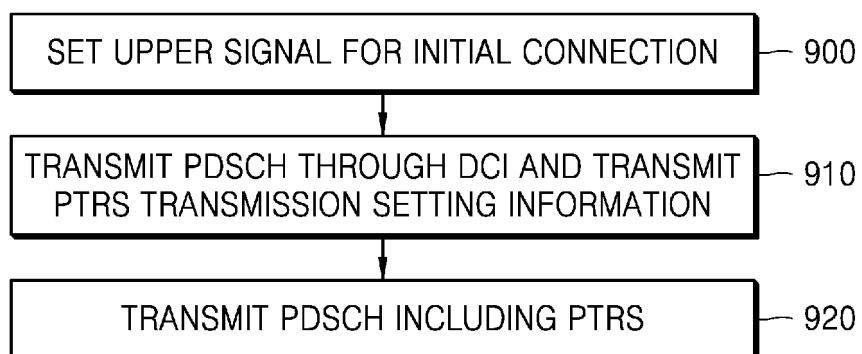 SET UPPER SIGNAL FOR INITIAL CONNECTION
900
TRANSMIT PDSCH THROUGH DCI AND TRANSMIT
PTRS TRANSMISSION SETTING INFORMATION
910
TRANSMIT PDSCH INCLUDING PTRS
920